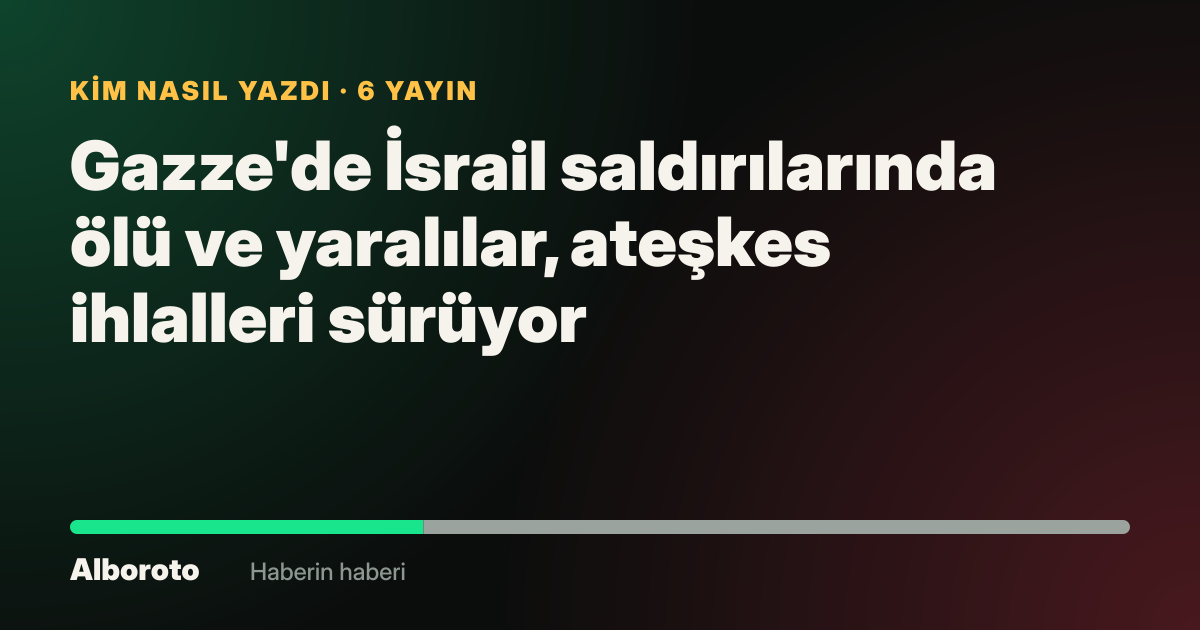 KİM NASIL YAZDI · 6 YAYIN
Gazze'de İsrail saldırılarında
ölü ve yaralılar, ateşkes
ihlalleri sürüyor
Alboroto
Haberin haberi